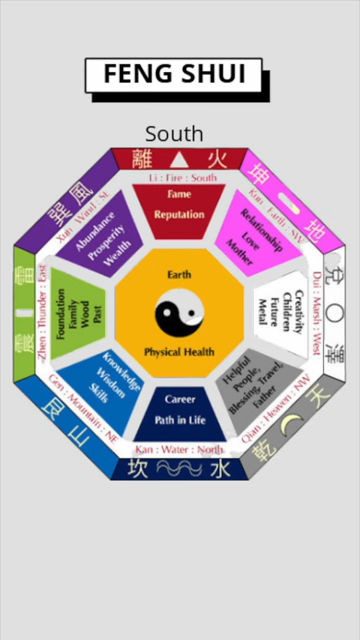 FENG SHUI
South
離 火
Li : Fire : South
Fame
Reputation
坤 地
Kun : Earth : SW
Relationship
Love
Mother
兌 澤
Dui : Marsh : West
Creativity
Children
Future
Metal
乾 天
Qian : Heaven : NW
Helpful
People,
Blessing, Travel,
Father
坎 水
Kan : Water : North
Career
Path in Life
艮 山
Gen : Mountain : NE
Knowledge
Wisdom
Skills
震 雷
Zhen : Thunder : East
Foundation
Family
Wood
Past
巽 風
Xun : Wind : SE
Abundance
Prosperity
Wealth
Earth
Physical Health